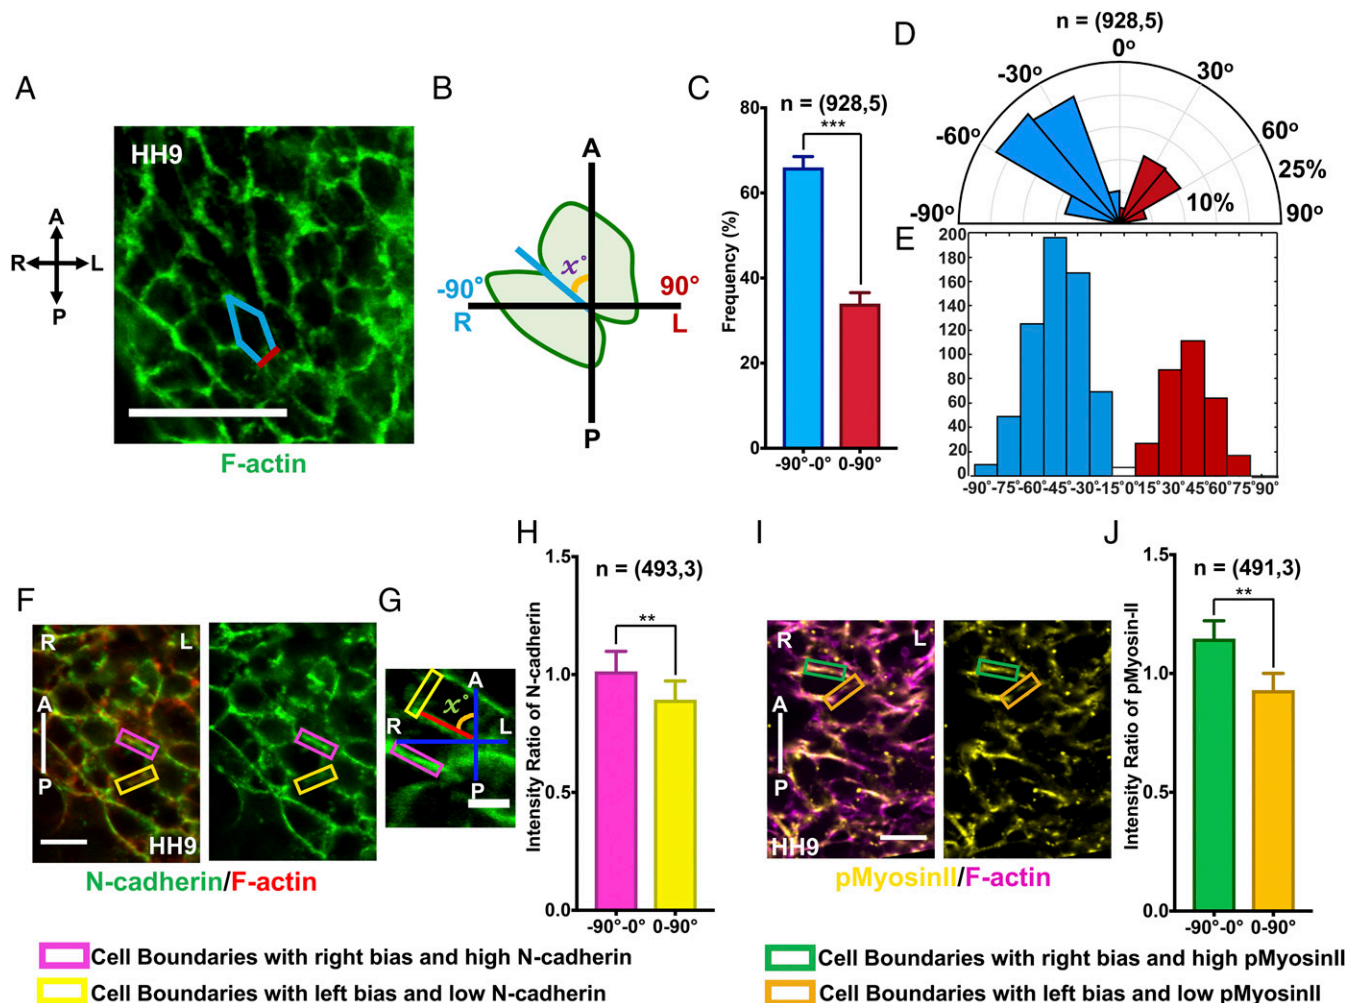 A
HH9
A
R L
P
F-actin
B
A
x°
-90° 90°
R L
P
C
n = (928,5)
***
Frequency (%)
80
60
40
20
0
-90°-0° 0-90°
D
n = (928,5)
0°
-30° 30°
-60° 60°
25%
10%
-90° 90°
E
200
180
160
140
120
100
80
60
40
20
0
-90° -75° -60° -45° -30° -15° 0° 15° 30° 45° 60° 75° 90°
F
R L
A
P
HH9
N-cadherin/F-actin
G
A
x°
R L
P
H
n = (493,3)
**
Intensity Ratio of N-cadherin
1.5
1.0
0.5
0.0
-90°-0° 0-90°
I
R L
A
P
HH9
pMyosinII/F-actin
J
n = (491,3)
**
Intensity Ratio of pMyosin-II
1.5
1.0
0.5
0.0
-90°-0° 0-90°
Cell Boundaries with right bias and high N-cadherin
Cell Boundaries with left bias and low N-cadherin
Cell Boundaries with right bias and high pMyosinII
Cell Boundaries with left bias and low pMyosinII